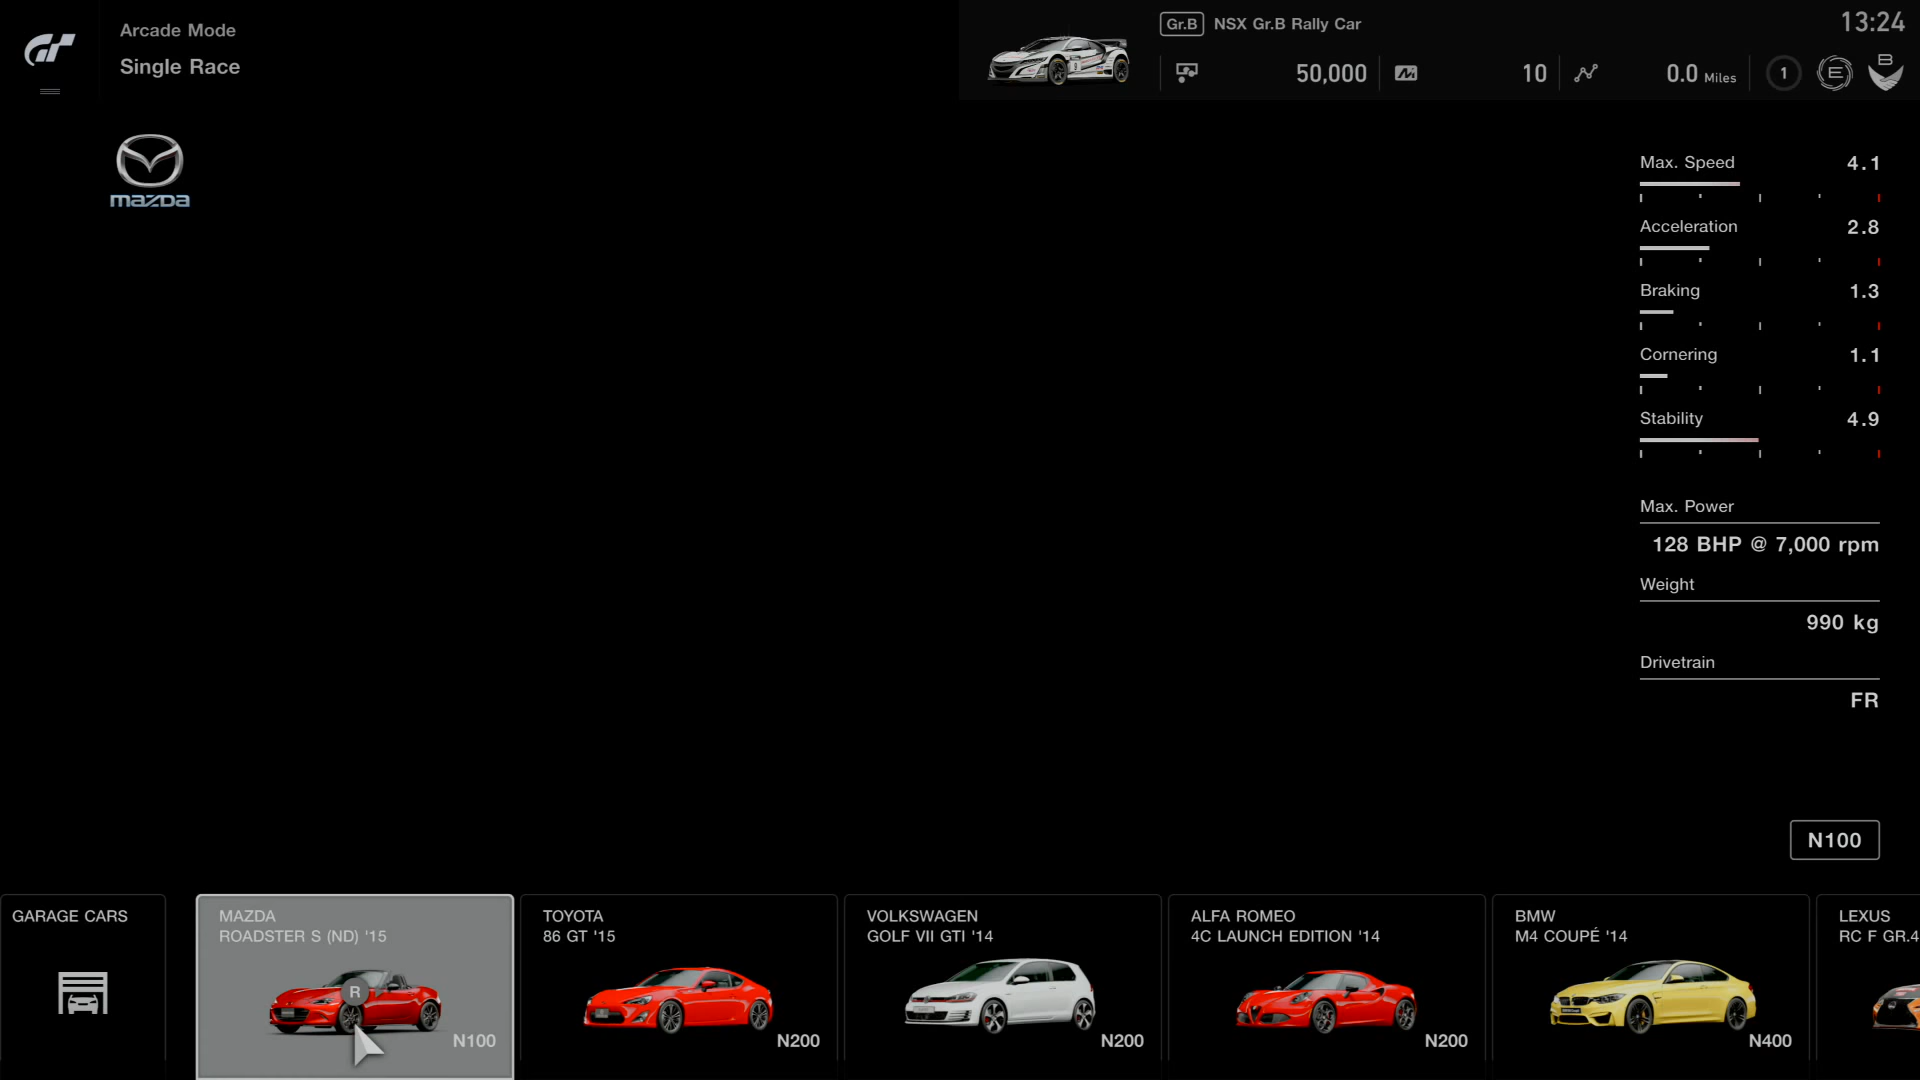 Arcade Mode
Single Race
Gr.B NSX Gr.B Rally Car
50,000
10
0.0 Miles
1
E
B
13:24
mazda
Max. Speed 4.1
Acceleration 2.8
Braking 1.3
Cornering 1.1
Stability 4.9
Max. Power
128 BHP @ 7,000 rpm
Weight
990 kg
Drivetrain
FR
N100
GARAGE CARS
MAZDA
ROADSTER S (ND) '15
R
N100
TOYOTA
86 GT '15
N200
VOLKSWAGEN
GOLF VII GTI '14
N200
ALFA ROMEO
4C LAUNCH EDITION '14
N200
BMW
M4 COUPÉ '14
N400
LEXUS
RC F GR.4